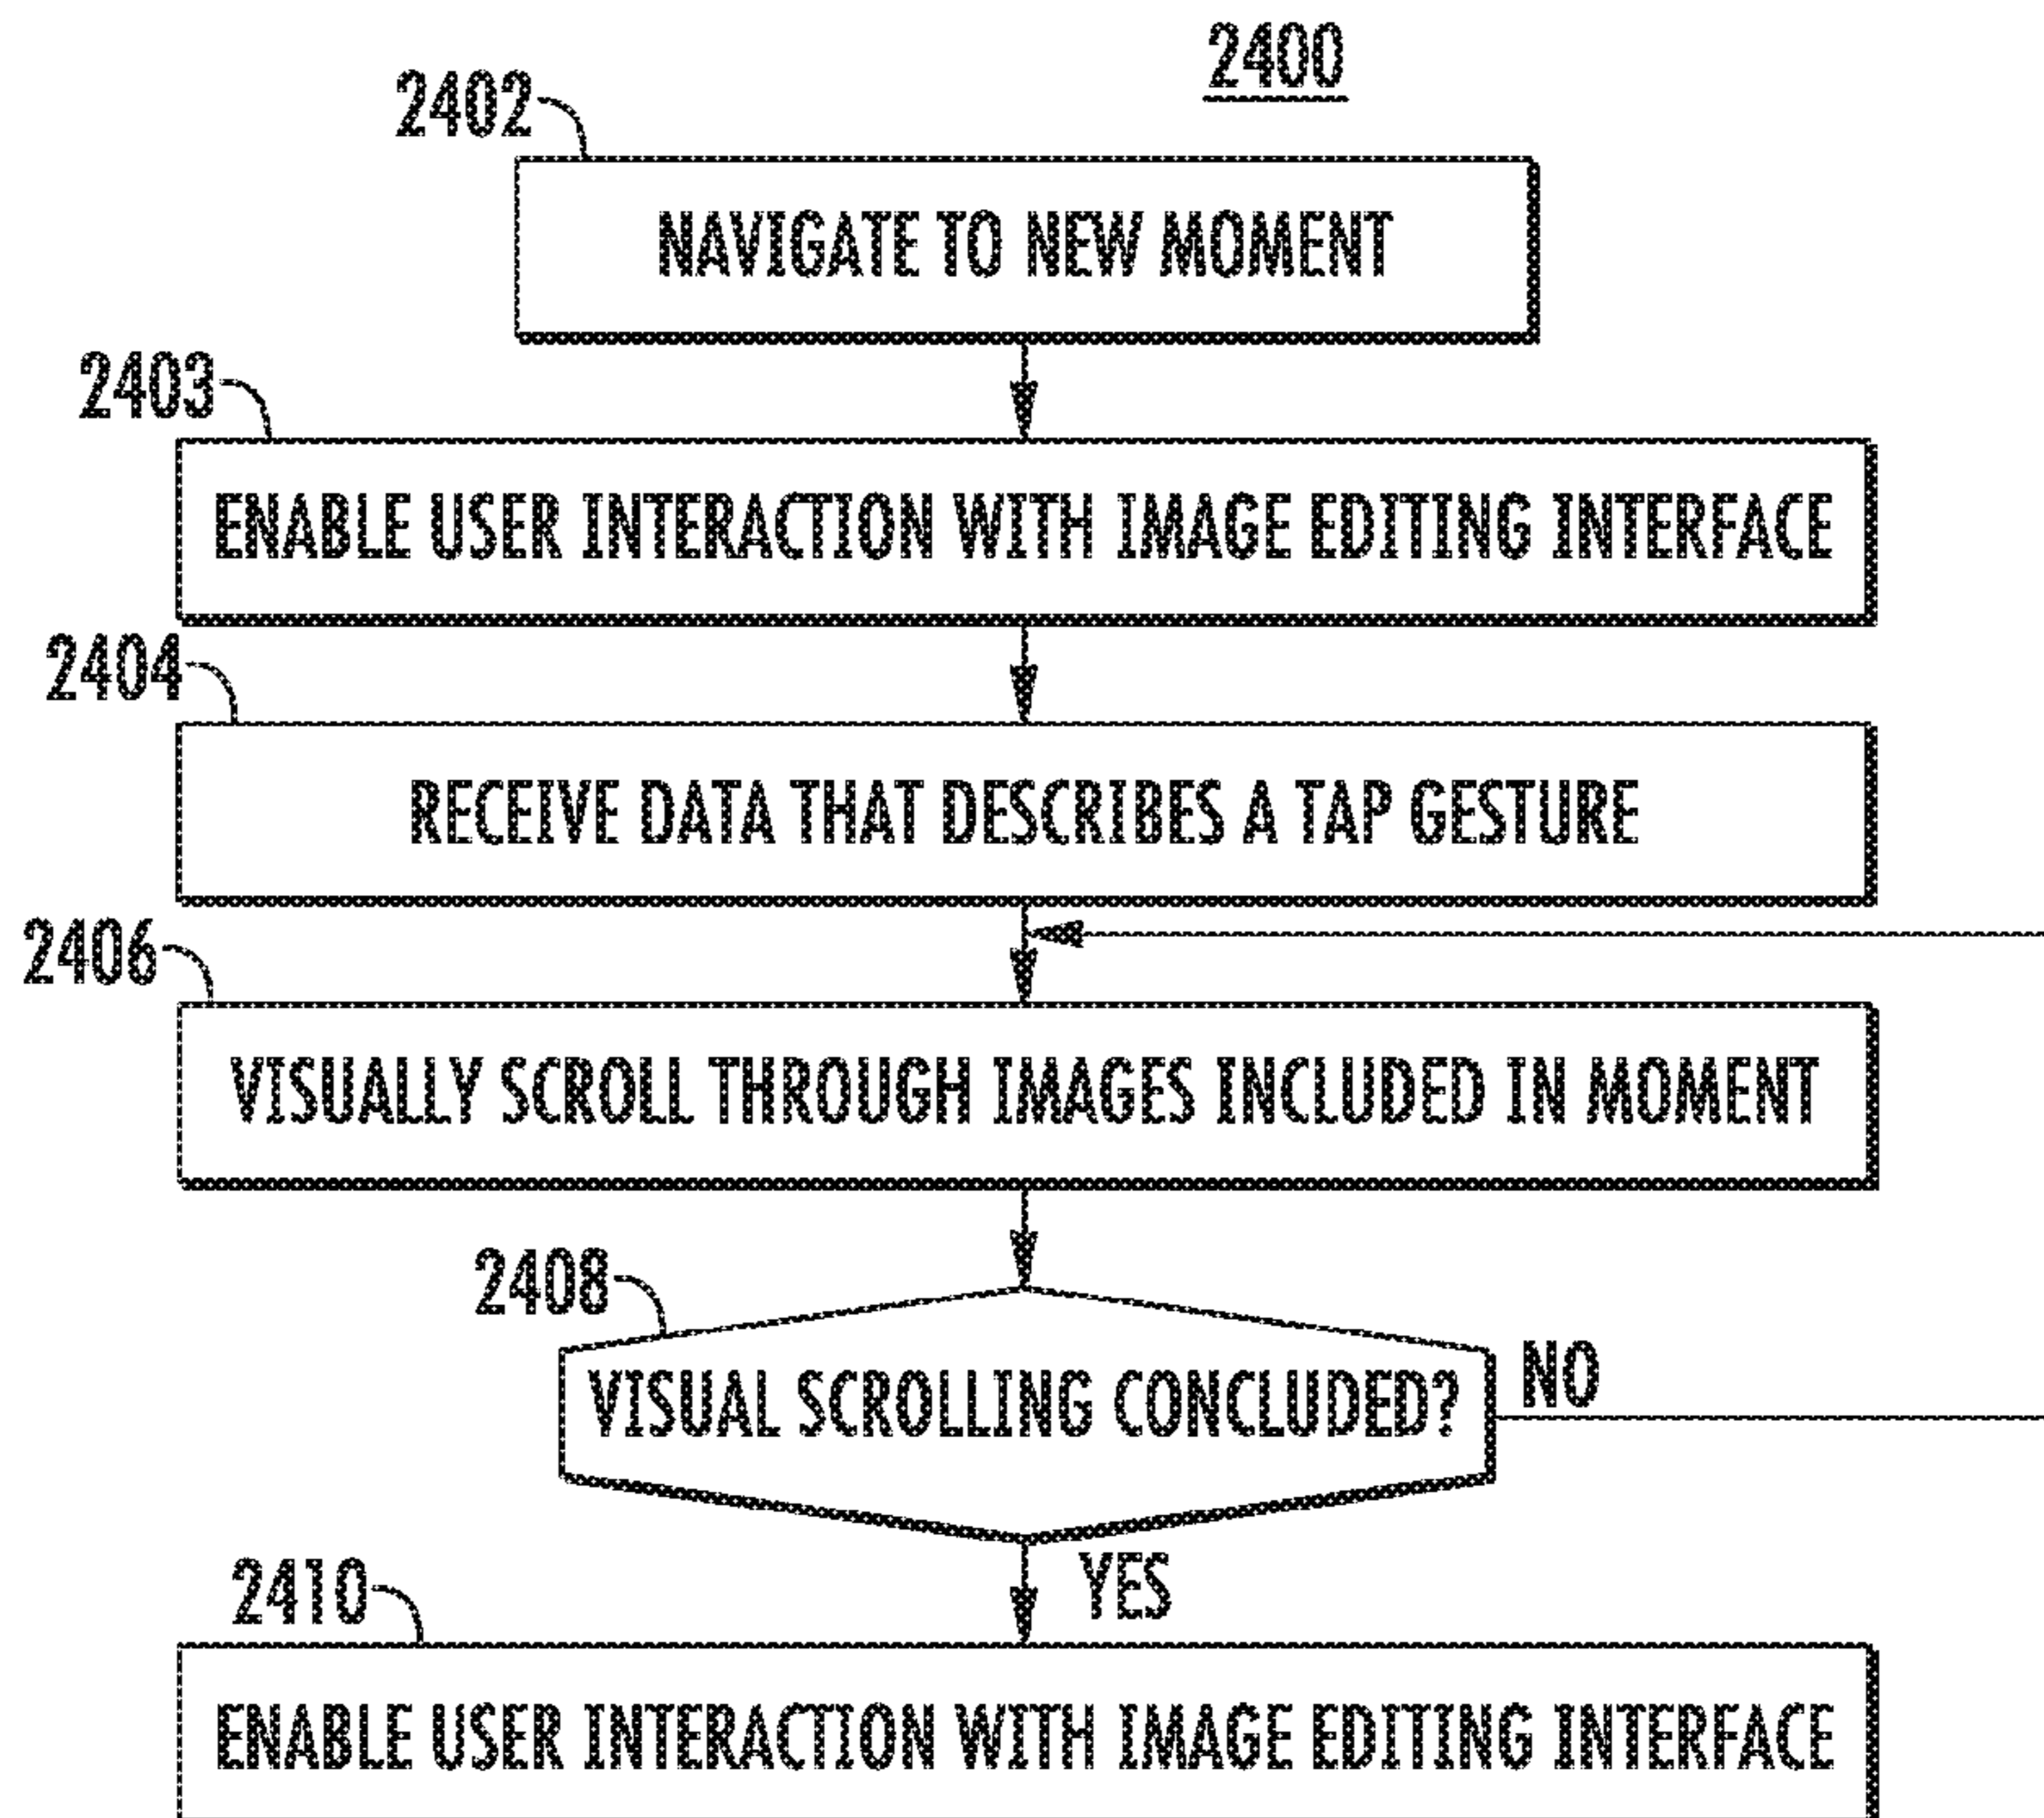 2400
2402
NAVIGATE TO NEW MOMENT
2403
ENABLE USER INTERACTION WITH IMAGE EDITING INTERFACE
2404
RECEIVE DATA THAT DESCRIBES A TAP GESTURE
2406
VISUALLY SCROLL THROUGH IMAGES INCLUDED IN MOMENT
2408
VISUAL SCROLLING CONCLUDED?
NO
YES
2410
ENABLE USER INTERACTION WITH IMAGE EDITING INTERFACE